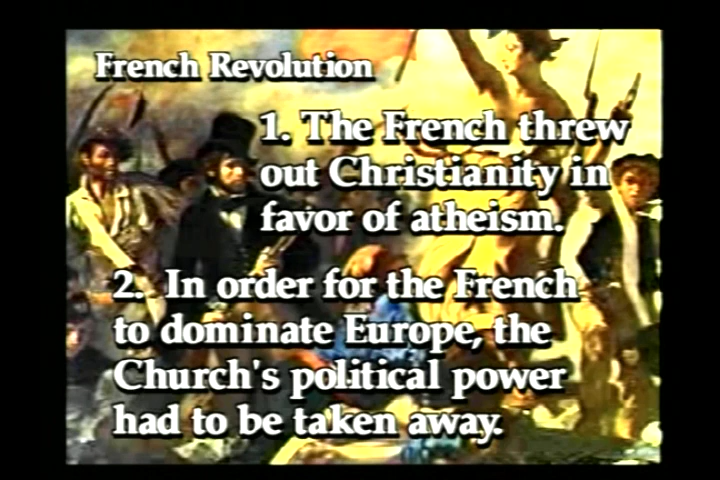 French Revolution
1. The French threw
out Christianity in
favor of atheism.
2. In order for the French
to dominate Europe, the
Church's political power
had to be taken away.